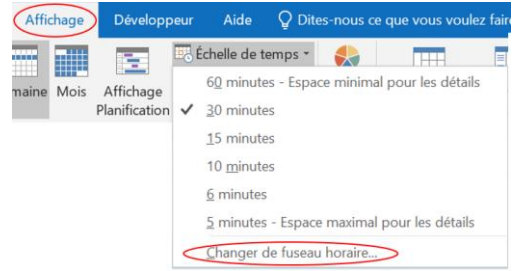 Affichage Développeur Aide Dites-nous ce que vous voulez
Échelle de temps
60 minutes - Espace minimal pour les détails
Mois Affichage
Planification
30 minutes
15 minutes
10 minutes
6 minutes
5 minutes - Espace maximal pour les détails
Changer de fuseau horaire...